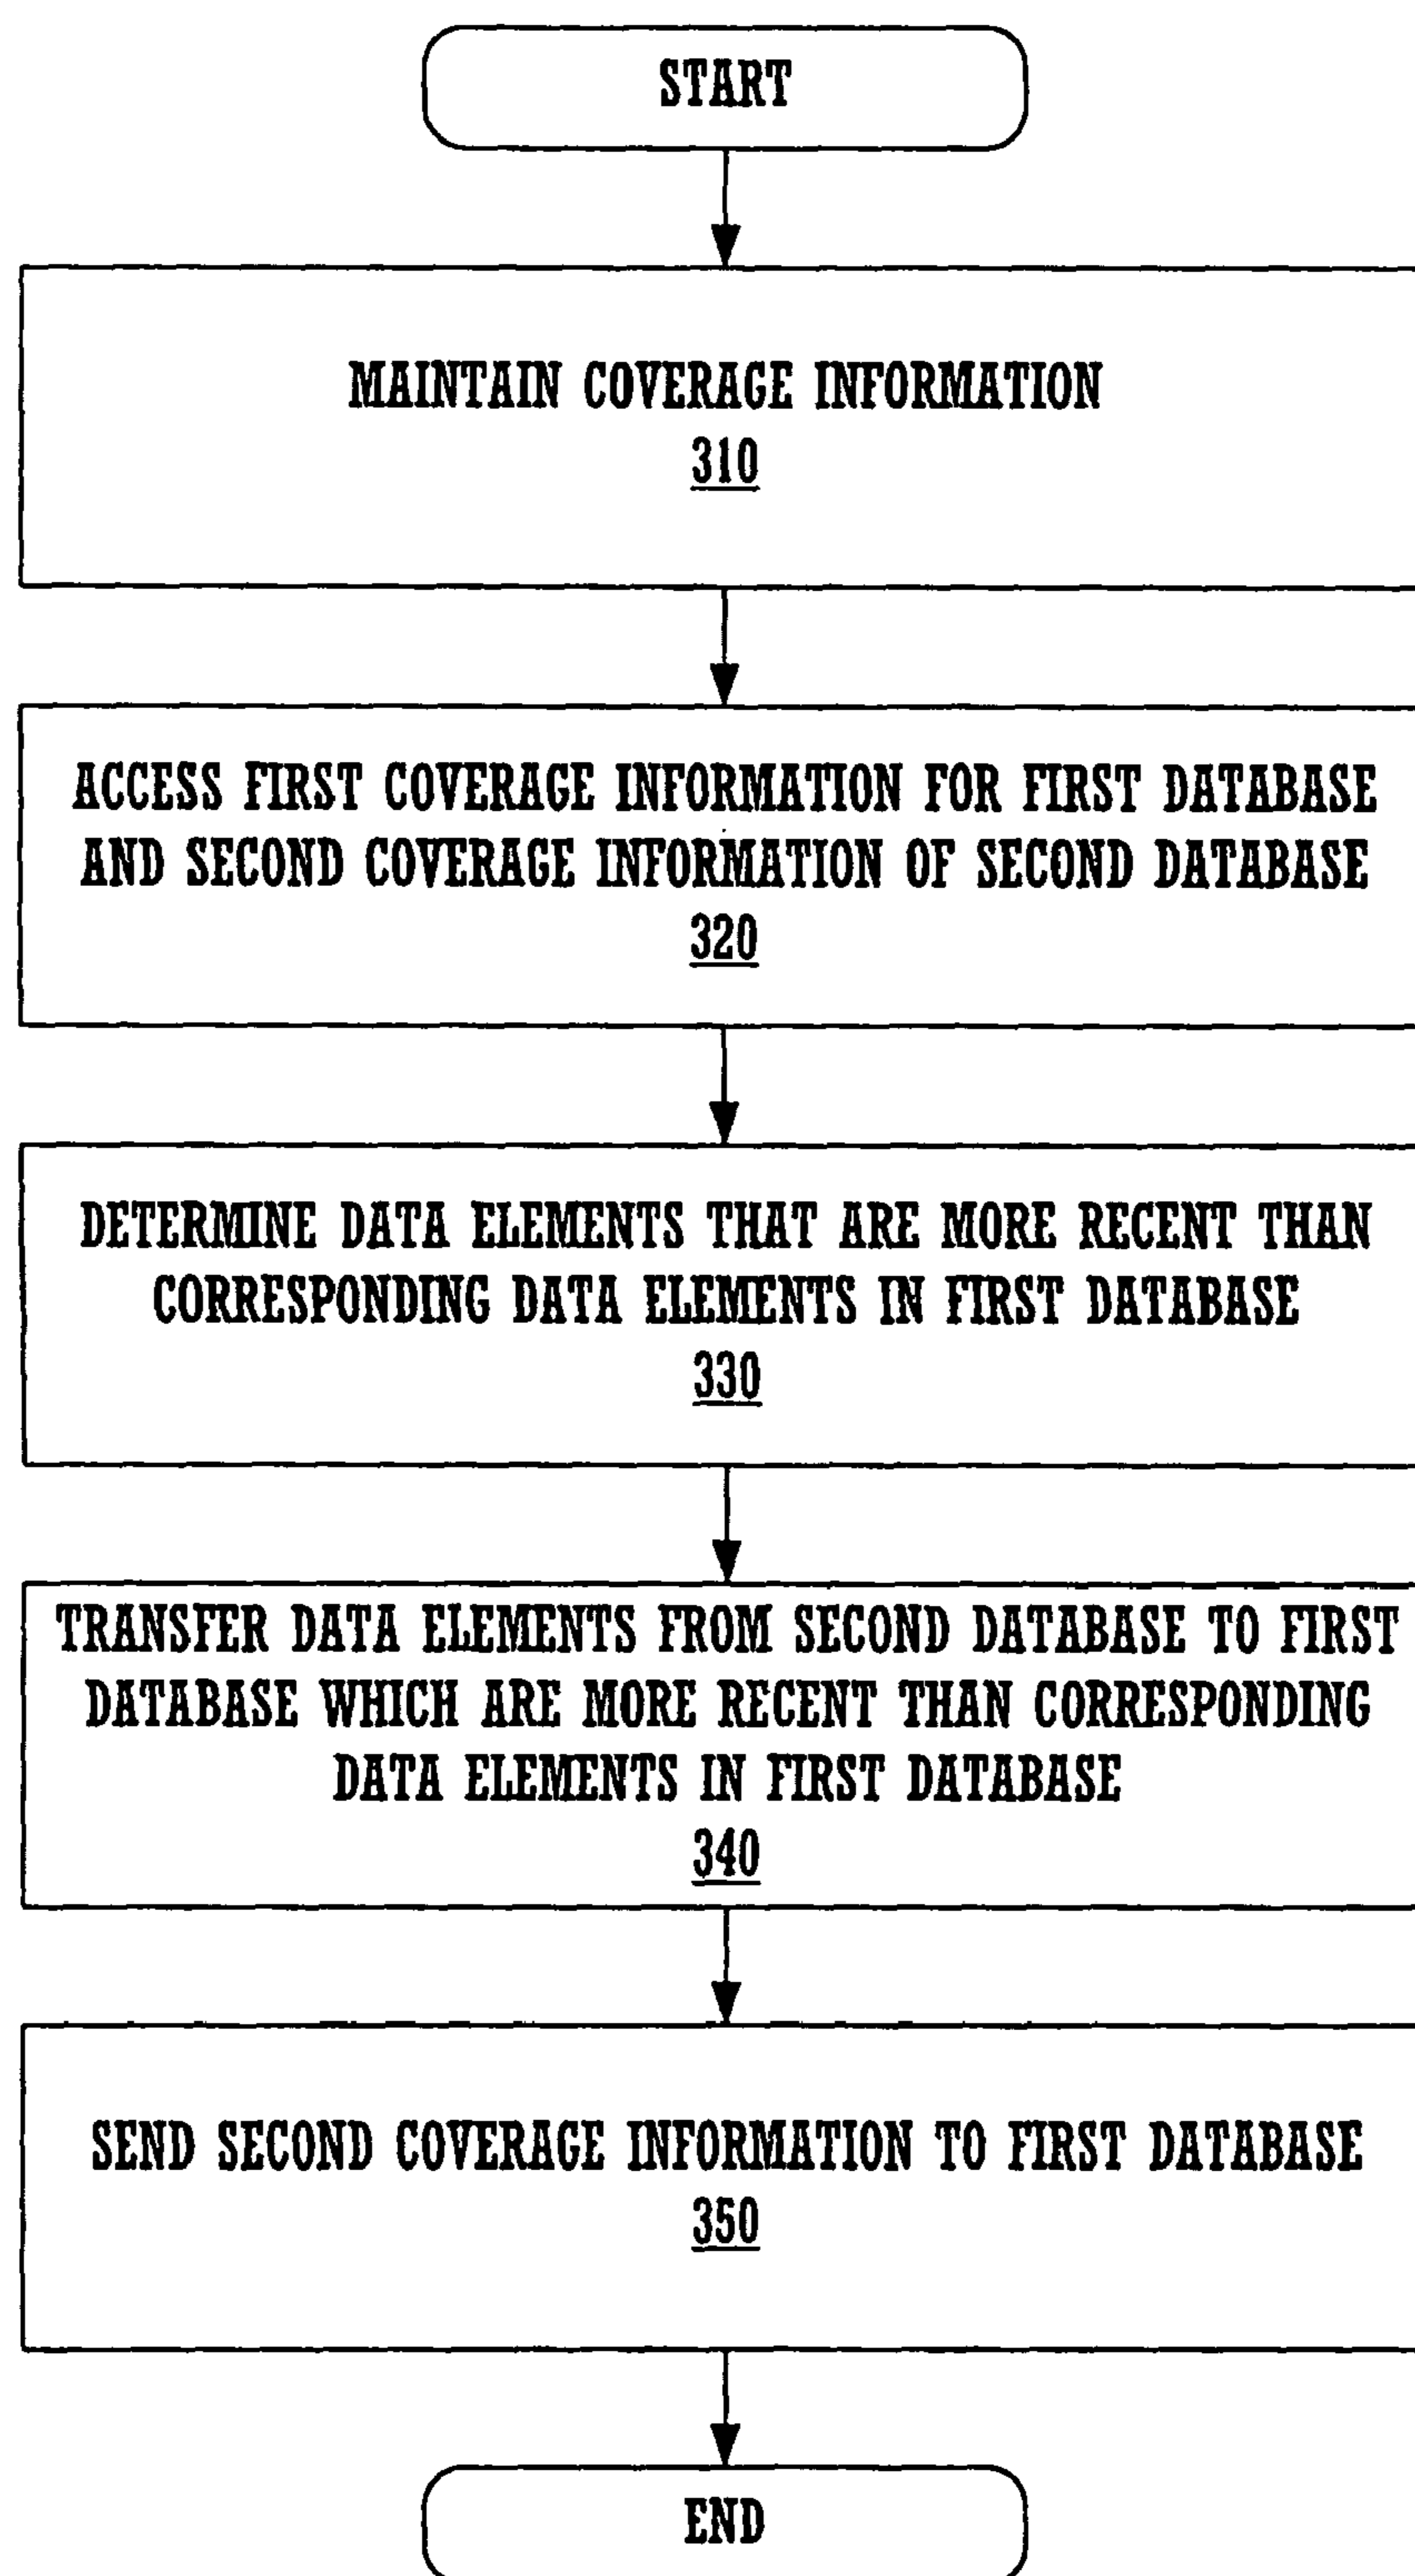 START
MAINTAIN COVERAGE INFORMATION
310
ACCESS FIRST COVERAGE INFORMATION FOR FIRST DATABASE
AND SECOND COVERAGE INFORMATION OF SECOND DATABASE
320
DETERMINE DATA ELEMENTS THAT ARE MORE RECENT THAN
CORRESPONDING DATA ELEMENTS IN FIRST DATABASE
330
TRANSFER DATA ELEMENTS FROM SECOND DATABASE TO FIRST
DATABASE WHICH ARE MORE RECENT THAN CORRESPONDING
DATA ELEMENTS IN FIRST DATABASE
340
SEND SECOND COVERAGE INFORMATION TO FIRST DATABASE
350
END